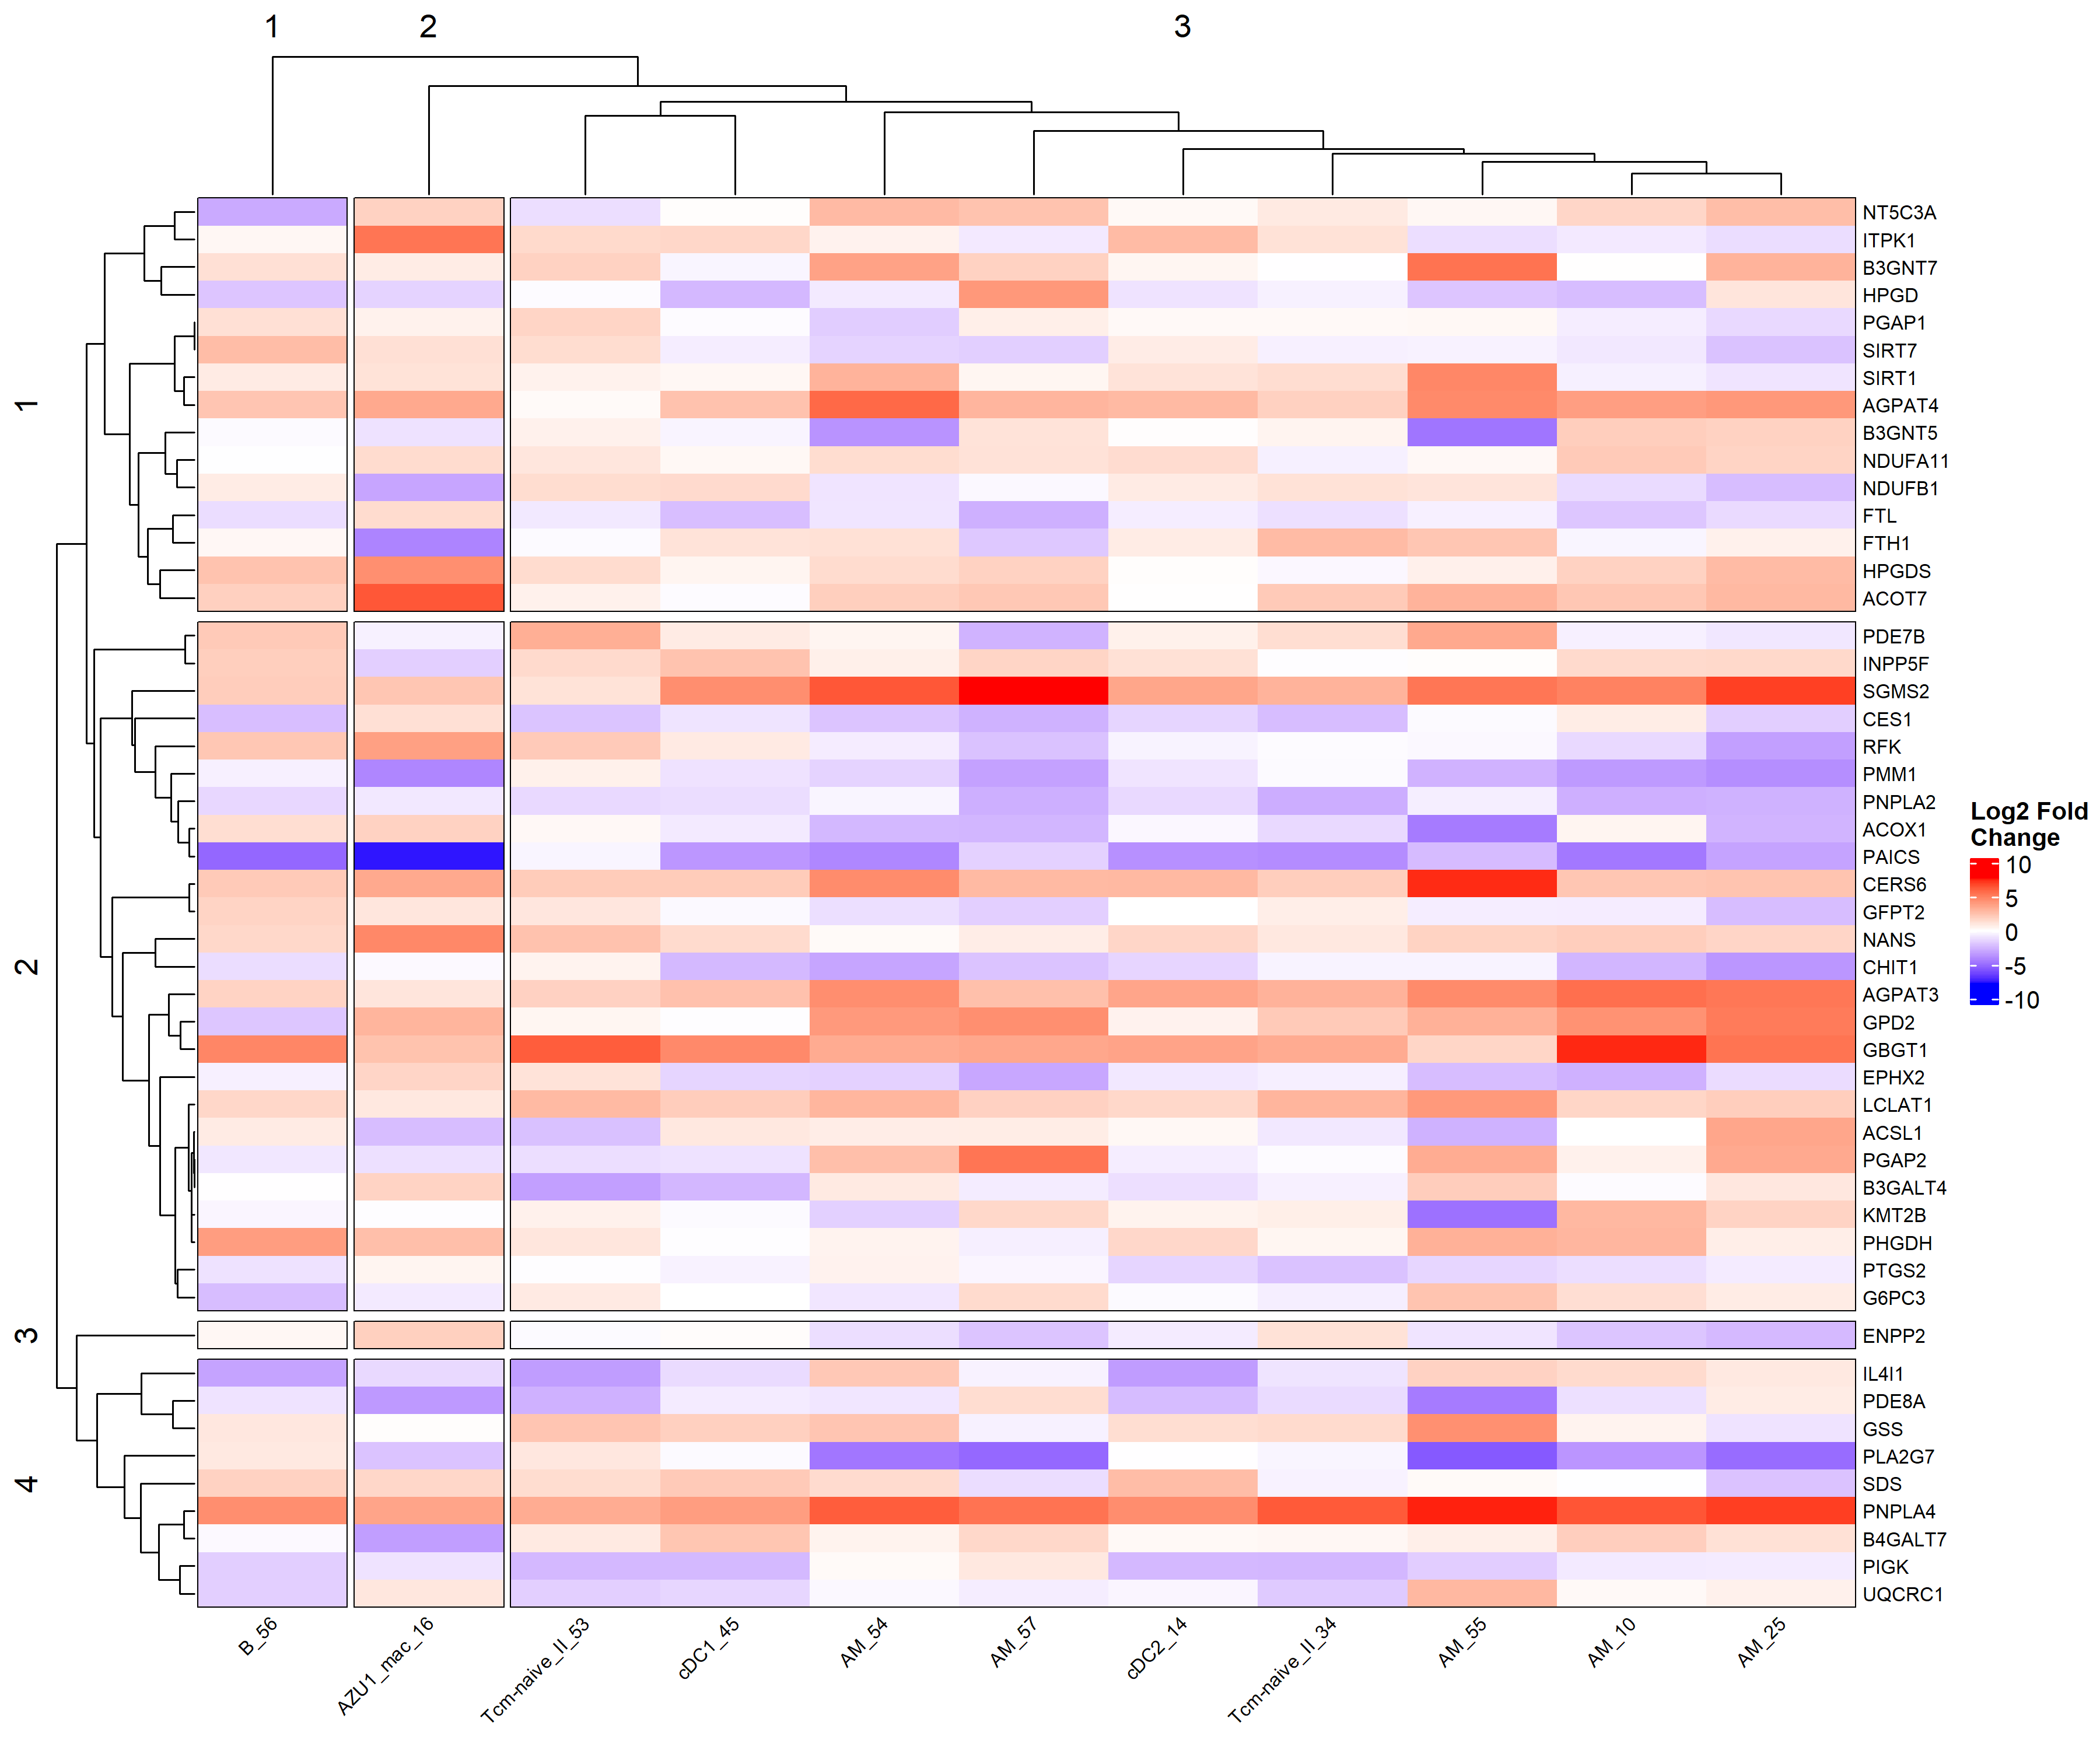 1
2
3
1
NT5C3A
ITPK1
B3GNT7
HPGD
PGAP1
SIRT7
SIRT1
AGPAT4
B3GNT5
NDUFA11
NDUFB1
FTL
FTH1
HPGDS
ACOT7
2
PDE7B
INPP5F
SGMS2
CES1
RFK
PMM1
PNPLA2
ACOX1
PAICS
CERS6
GFPT2
NANS
CHIT1
AGPAT3
GPD2
GBGT1
EPHX2
LCLAT1
ACSL1
PGAP2
B3GALT4
KMT2B
PHGDH
PTGS2
G6PC3
3
ENPP2
4
IL4I1
PDE8A
GSS
PLA2G7
SDS
PNPLA4
B4GALT7
PIGK
UQCRC1
B_56
AZU1_mac_16
Tcm-naive_II_53
cDC1_45
AM_54
AM_57
cDC2_14
Tcm-naive_II_34
AM_55
AM_10
AM_25
Log2 Fold
Change
10
5
0
-5
-10